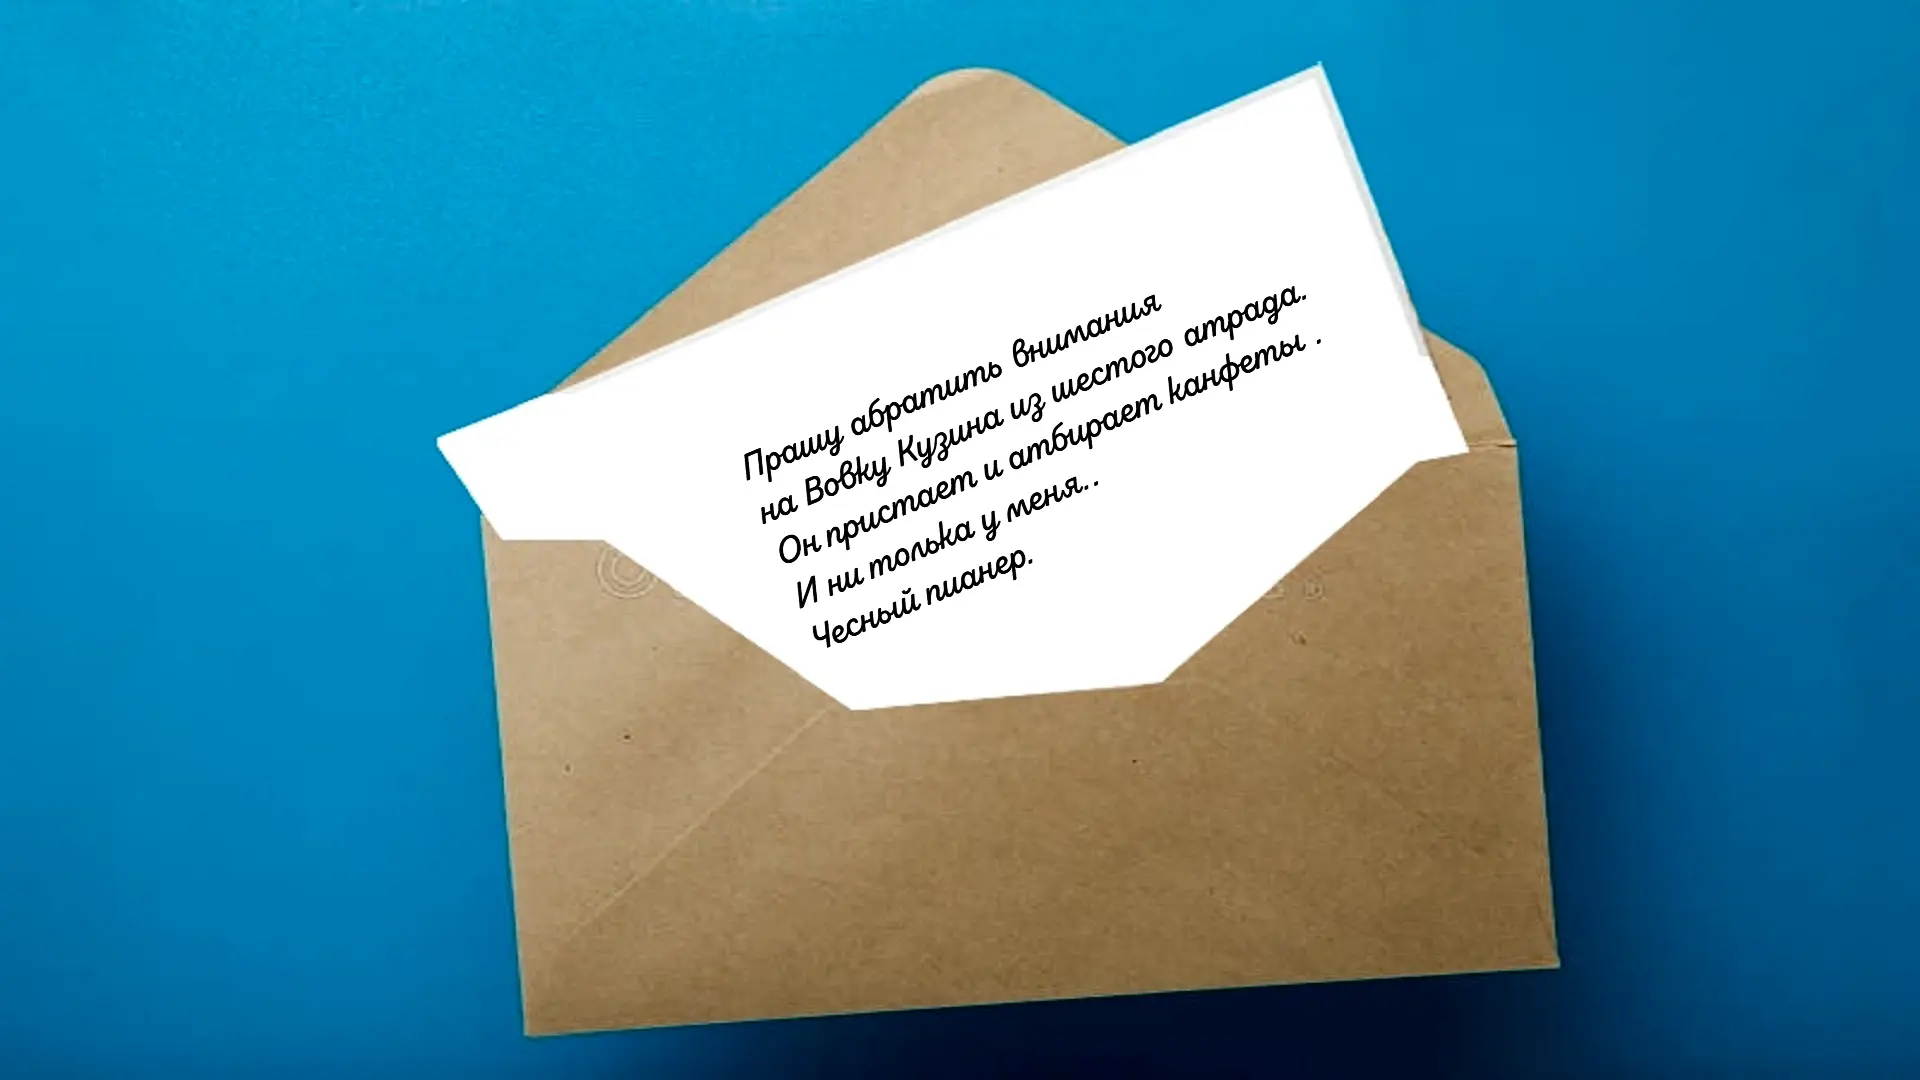 Прашу абратить внимания
на Вовку Кузина из шестого атрада.
Он пристает и атбирает канфеты .
И ни толька у меня..
Чесный пианер.